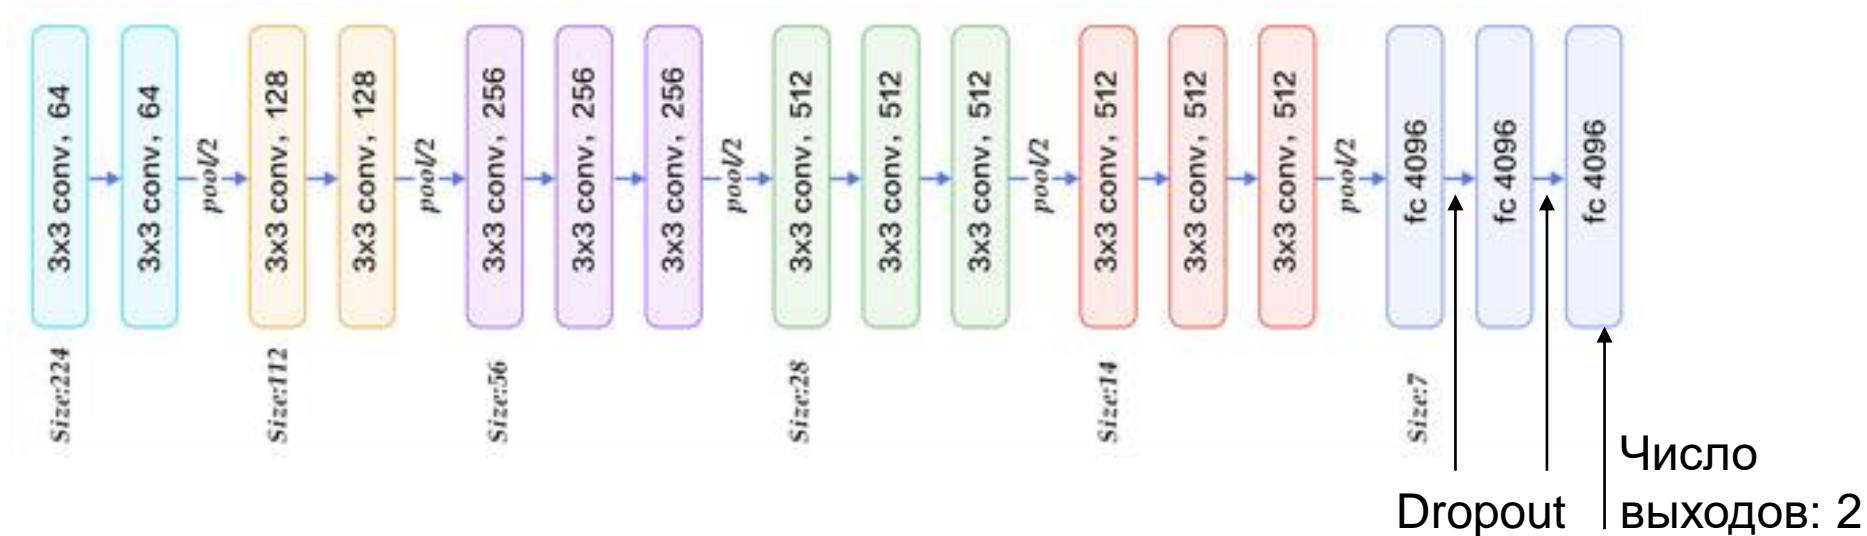 3x3 conv, 64
3x3 conv, 64
pool/2
3x3 conv, 128
3x3 conv, 128
pool/2
3x3 conv, 256
3x3 conv, 256
3x3 conv, 256
pool/2
3x3 conv, 512
3x3 conv, 512
3x3 conv, 512
pool/2
3x3 conv, 512
3x3 conv, 512
3x3 conv, 512
pool/2
fc 4096
fc 4096
fc 4096
Size:224
Size:112
Size:56
Size:28
Size:14
Size:7
Dropout
Число
выходов: 2